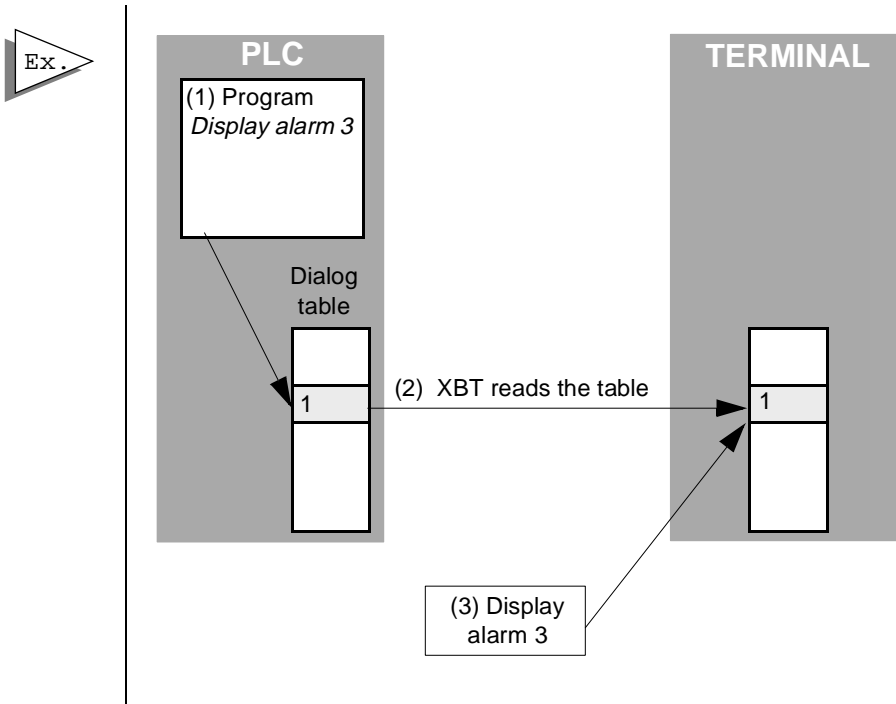 Ex.
PLC
TERMINAL
(1) Program
Display alarm 3
Dialog
table
1
(2) XBT reads the table
1
(3) Display
alarm 3